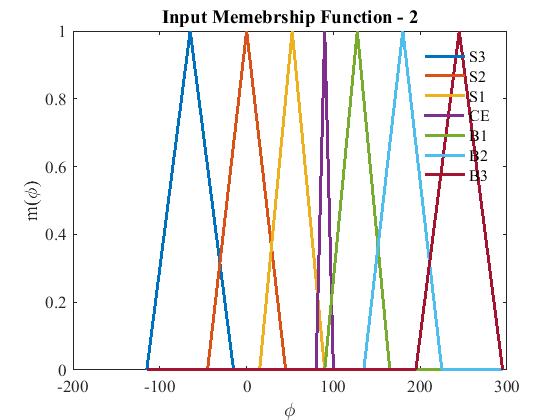 Input Memebrship Function - 2
1
0.8
0.6
0.4
0.2
0
m(ϕ)
S3
S2
S1
CE
B1
B2
B3
-200 -100 0 100 200 300
ϕ